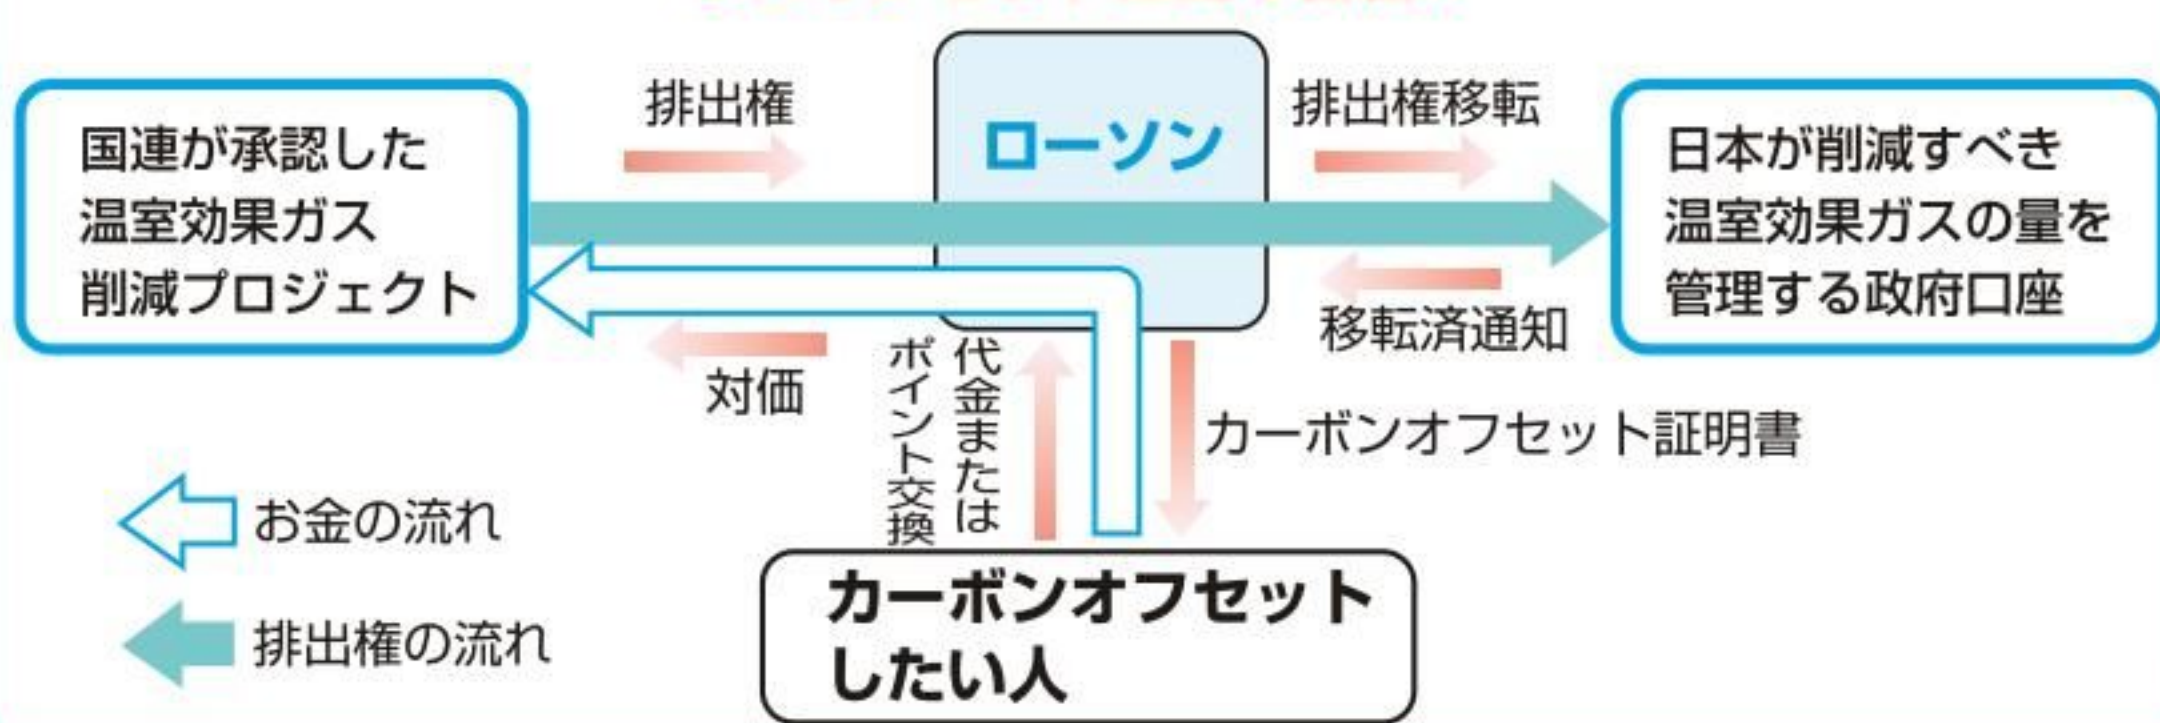 排出権
ローソン
排出権移転
国連が承認した
温室効果ガス
削減プロジェクト
日本が削減すべき
温室効果ガスの量を
管理する政府口座
移転済通知
対価
代金または
ポイント交換
カーボンオフセット証明書
お金の流れ
排出権の流れ
カーボンオフセット
したい人